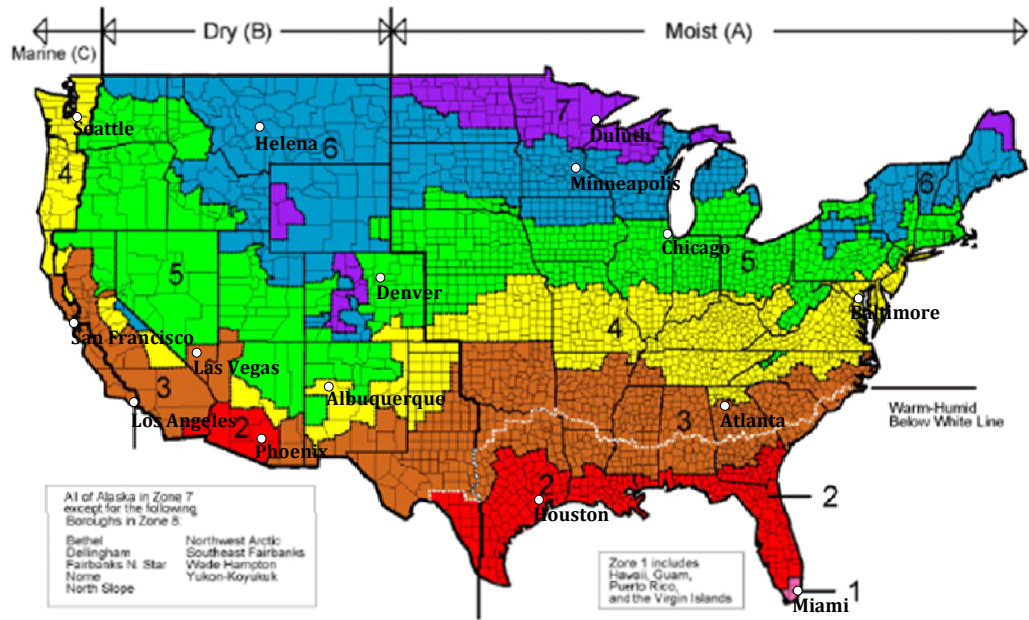 Dry (B)
Moist (A)
Marine (C)
7
Seattle
Helena
6
Duluth
4
Minneapolis
6
Chicago
5
5
Denver
Baltimore
4
San Francisco
Las Vegas
3
Albuquerque
Los Angeles
Atlanta
3
Warm-Humid
Below White Line
2
Phoenix
2
Houston
2
All of Alaska in Zone 7
except for the following
Boroughs in Zone 8:
Bethel
Dellingham
Fairbanks N. Star
Nome
North Slope
Northwest Arctic
Southeast Fairbanks
Wade Hampton
Yukon-Koyukuk
Zone 1 includes
Hawaii, Guam,
Puerto Rico,
and the Virgin Islands
1
Miami